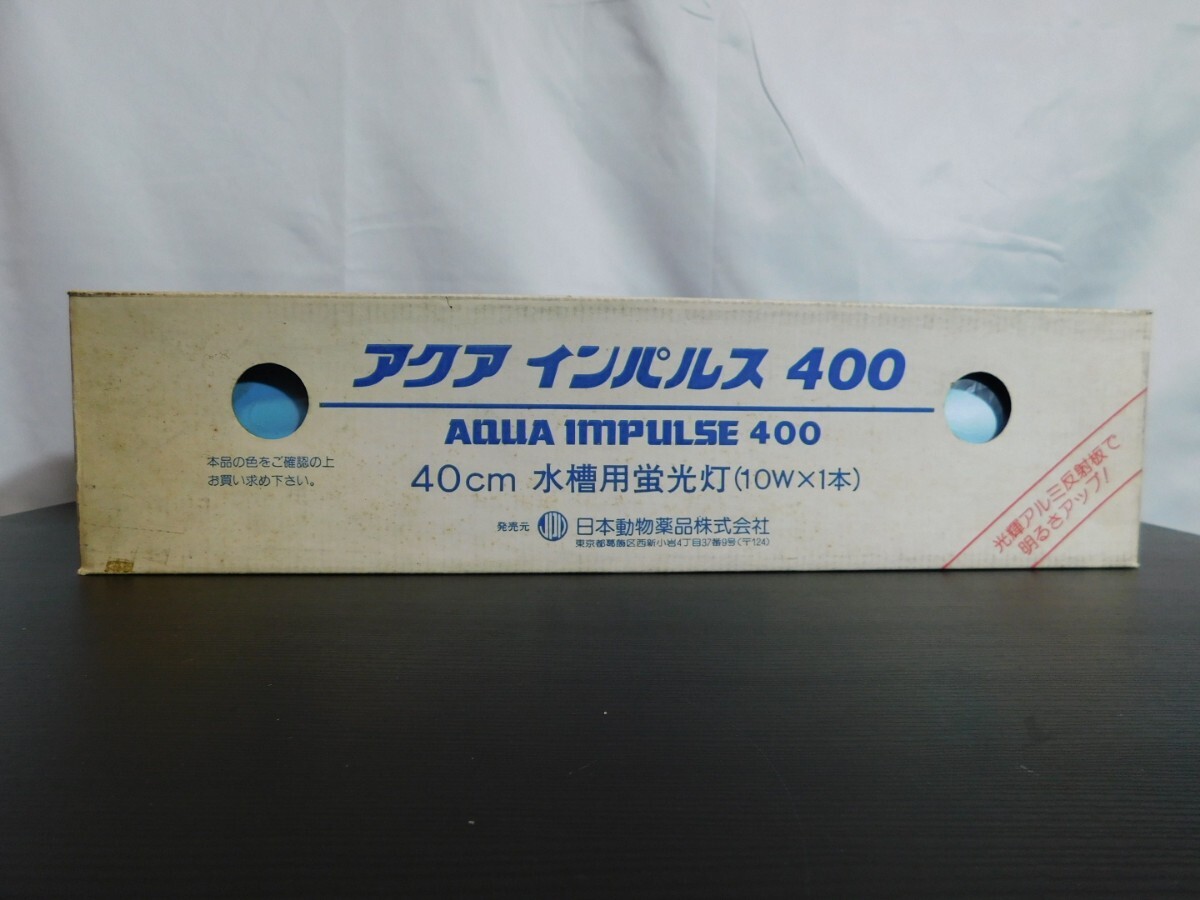 アクア インパルス 400
AQUA IMPULSE 400
本品の色をご確認の上
お買い求め下さい。
40cm 水槽用蛍光灯(10W×1本)
発売元 日本動物薬品株式会社
東京都葛飾区西新小岩4丁目37番9号(〒124)
光輝アルミ反射板で
明るさアップ!